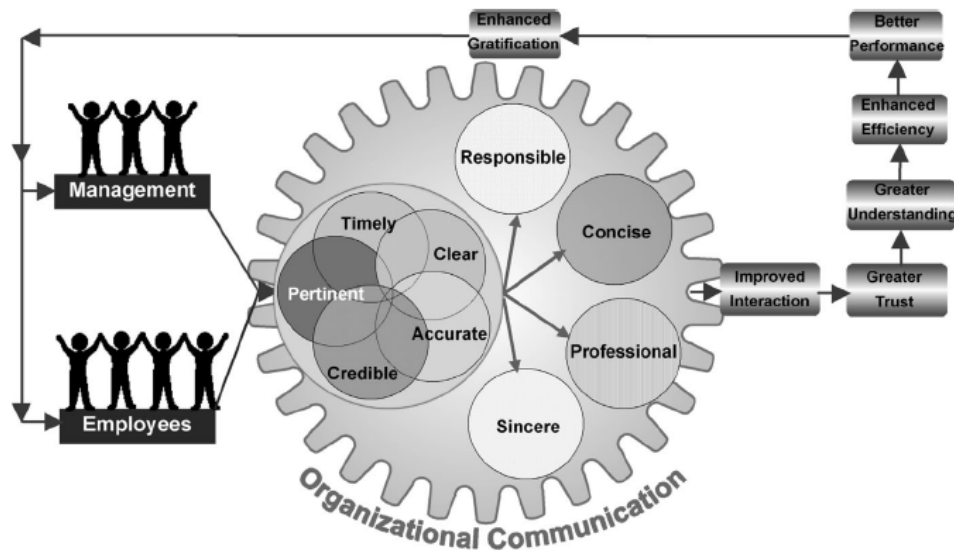 Enhanced
Gratification
Better
Performance
Enhanced
Efficiency
Greater
Understanding
Greater
Trust
Improved
Interaction
Management
Employees
Timely
Clear
Pertinent
Accurate
Credible
Responsible
Concise
Professional
Sincere
Organizational Communication